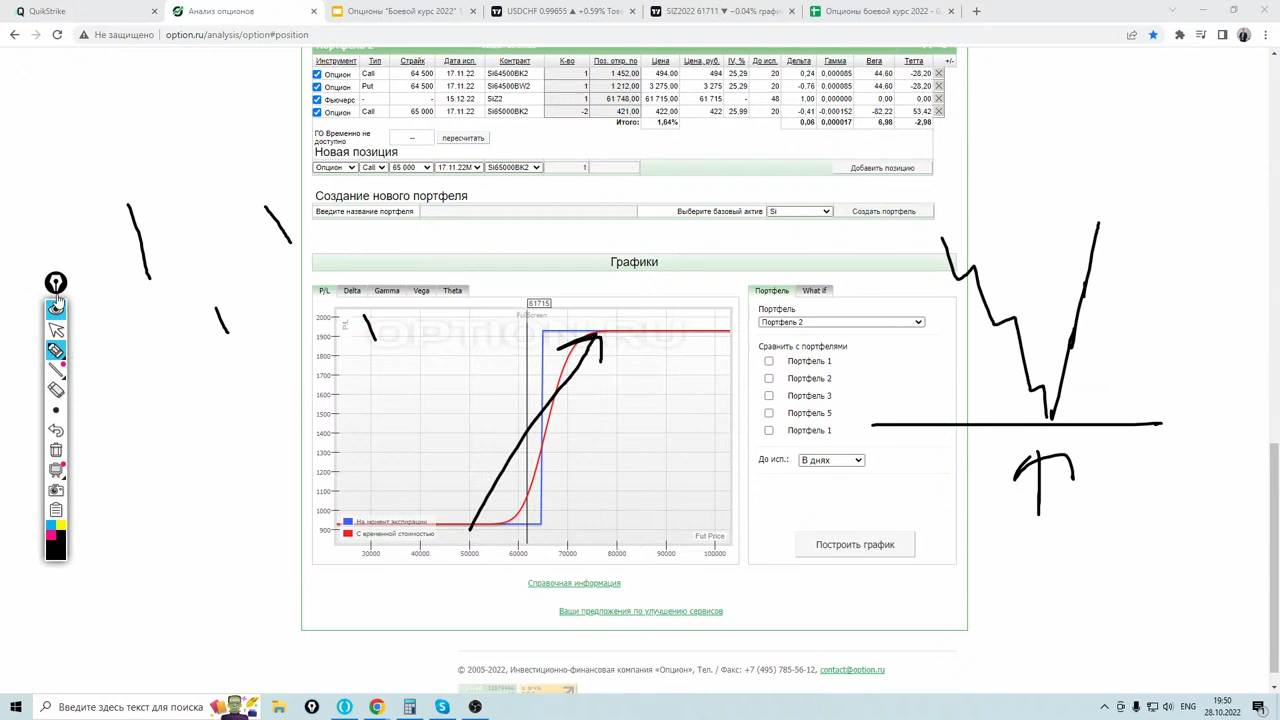 QuikStrike
Анализ опционов
Опционы "Боевой курс 2022"
USDCHF 0.99655 ▲ +0.59% Тво
SIZ2022 61711 ▼ −0.04% граф
Опционы боевой курс 2022 - G
Не защищено
option.ru/analysis/option#position
Инструмент Тип Страйк Дата исп. Контракт К-во Поз. откр. по Цена Цена, руб. IV, % До исп. Дельта Гамма Вега Тетта +/-
Опцион Call 64 500 17.11.22 Si64500BK2 1 1 452,00 494,00 494 25,29 20 0,24 0,000085 44,60 -28,20
Опцион Put 64 500 17.11.22 Si64500BW2 1 1 212,00 3 275,00 3 275 25,29 20 -0,76 0,000085 44,60 -28,20
Фьючерс - - 15.12.22 SiZ2 1 61 748,00 61 715,00 61 715 - 48 1,00 0,000000 0,00 0,00
Опцион Call 65 000 17.11.22 Si65000BK2 -2 421,00 422,00 422 25,99 20 -0,41 -0,000152 -82,22 53,42
Итого: 1,64% 0,06 0,000017 6,98 -2,98
ГО Временно не доступно -- пересчитать
Новая позиция
Опцион Call 65 000 17.11.22М Si65000BK2 1 Добавить позицию
Создание нового портфеля
Введите название портфеля Выберите базовый актив Si Создать портфель
Графики
P/L Delta Gamma Vega Theta
Портфель What if
61715
FullScreen
P/L
OPTION.RU
2000
1900
1800
1700
1600
1500
1400
1300
1200
1100
1000
900
На момент экспирации
С временной стоимостью
Fut Price
30000 40000 50000 60000 70000 80000 90000 100000
Портфель
Портфель 2
Сравнить с портфелями
Портфель 1
Портфель 2
Портфель 3
Портфель 5
Портфель 1
До исп.: В днях
Построить график
Справочная информация
Ваши предложения по улучшению сервисов
© 2005-2022, Инвестиционно-финансовая компания «Опцион», Тел. / Факс: +7 (495) 785-56-12, contact@option.ru
Введите здесь текст для поиска
ENG
19:50
28.10.2022